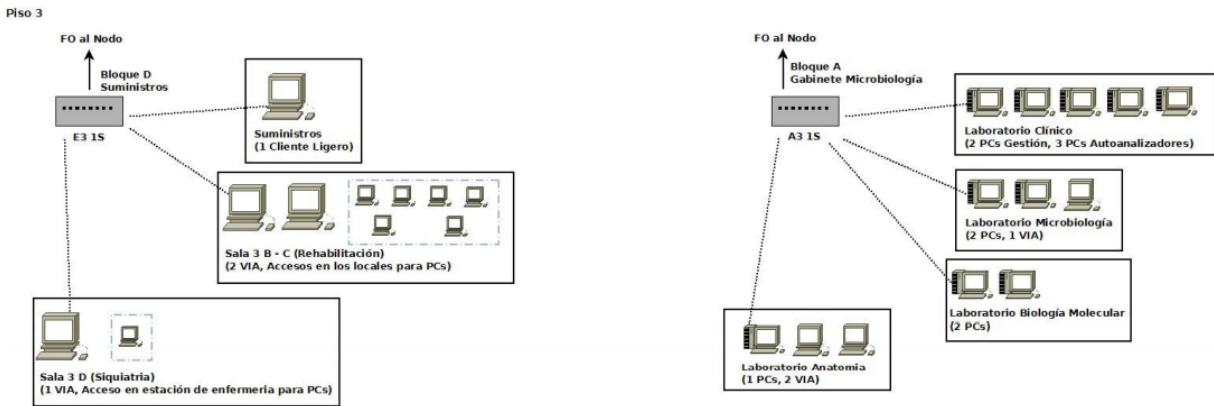 Piso 3
FO al Nodo
Bloque D
Suministros
E3 1S
Suministros
(1 Cliente Ligero)
Sala 3 B - C (Rehabilitación)
(2 VIA, Accesos en los locales para PCs)
Sala 3 D (Siquiatria)
(1 VIA, Acceso en estación de enfermeria para PCs)
FO al Nodo
Bloque A
Gabinete Microbiología
A3 1S
Laboratorio Clínico
(2 PCs Gestión, 3 PCs Autoanalizadores)
Laboratorio Microbiología
(2 PCs, 1 VIA)
Laboratorio Biología Molecular
(2 PCs)
Laboratorio Anatomia
(1 PCs, 2 VIA)